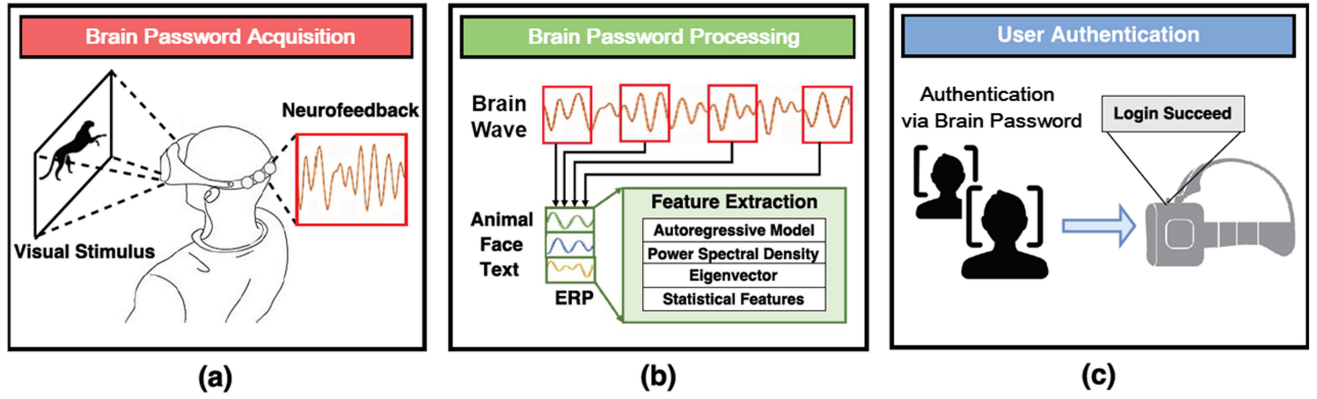 Brain Password Acquisition
Neurofeedback
Visual Stimulus
(a)
Brain Password Processing
Brain
Wave
Animal
Face
Text
ERP
Feature Extraction
Autoregressive Model
Power Spectral Density
Eigenvector
Statistical Features
(b)
User Authentication
Authentication
via Brain Password
Login Succeed
(c)